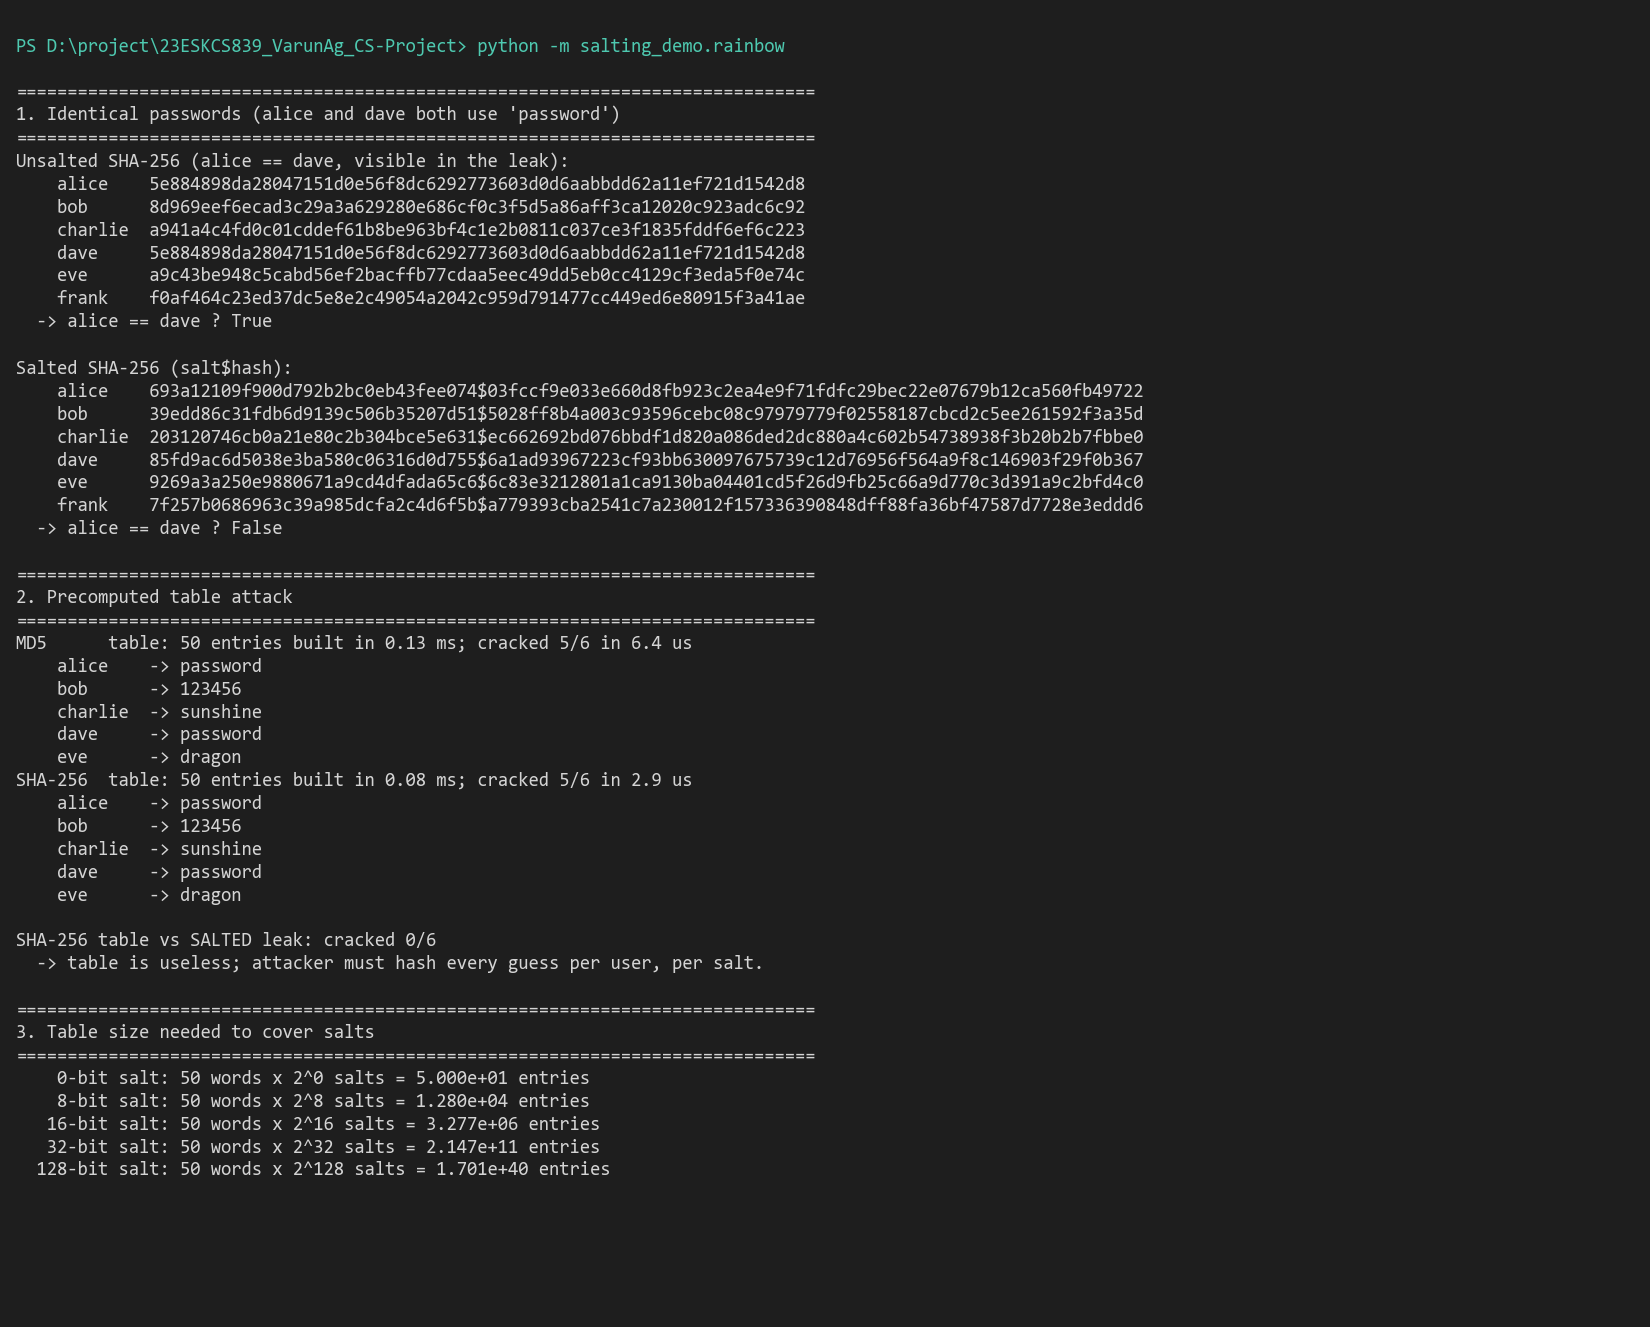 PS D:\project\23ESKCS839_VarunAg_CS-Project> python -m salting_demo.rainbow
==============================================================================
1. Identical passwords (alice and dave both use 'password')
==============================================================================
Unsalted SHA-256 (alice == dave, visible in the leak):
    alice    5e884898da28047151d0e56f8dc6292773603d0d6aabbdd62a11ef721d1542d8
    bob      8d969eef6ecad3c29a3a629280e686cf0c3f5d5a86aff3ca12020c923adc6c92
    charlie  a941a4c4fd0c01cddef61b8be963bf4c1e2b0811c037ce3f1835fddf6ef6c223
    dave     5e884898da28047151d0e56f8dc6292773603d0d6aabbdd62a11ef721d1542d8
    eve      a9c43be948c5cabd56ef2bacffb77cdaa5eec49dd5eb0cc4129cf3eda5f0e74c
    frank    f0af464c23ed37dc5e8e2c49054a2042c959d791477cc449ed6e80915f3a41ae
  -> alice == dave ? True
Salted SHA-256 (salt$hash):
    alice    693a12109f900d792b2bc0eb43fee074$03fccf9e033e660d8fb923c2ea4e9f71fdfc29bec22e07679b12ca560fb49722
    bob      39edd86c31fdb6d9139c506b35207d51$5028ff8b4a003c93596cebc08c97979779f02558187cbcd2c5ee261592f3a35d
    charlie  203120746cb0a21e80c2b304bce5e631$ec662692bd076bbdf1d820a086ded2dc880a4c602b54738938f3b20b2b7fbbe0
    dave     85fd9ac6d5038e3ba580c06316d0d755$6a1ad93967223cf93bb630097675739c12d76956f564a9f8c146903f29f0b367
    eve      9269a3a250e9880671a9cd4dfada65c6$6c83e3212801a1ca9130ba04401cd5f26d9fb25c66a9d770c3d391a9c2bfd4c0
    frank    7f257b0686963c39a985dcfa2c4d6f5b$a779393cba2541c7a230012f157336390848dff88fa36bf47587d7728e3eddd6
  -> alice == dave ? False
==============================================================================
2. Precomputed table attack
==============================================================================
MD5      table: 50 entries built in 0.13 ms; cracked 5/6 in 6.4 us
    alice    -> password
    bob      -> 123456
    charlie  -> sunshine
    dave     -> password
    eve      -> dragon
SHA-256  table: 50 entries built in 0.08 ms; cracked 5/6 in 2.9 us
    alice    -> password
    bob      -> 123456
    charlie  -> sunshine
    dave     -> password
    eve      -> dragon
SHA-256 table vs SALTED leak: cracked 0/6
  -> table is useless; attacker must hash every guess per user, per salt.
==============================================================================
3. Table size needed to cover salts
==============================================================================
    0-bit salt: 50 words x 2^0 salts = 5.000e+01 entries
    8-bit salt: 50 words x 2^8 salts = 1.280e+04 entries
   16-bit salt: 50 words x 2^16 salts = 3.277e+06 entries
   32-bit salt: 50 words x 2^32 salts = 2.147e+11 entries
  128-bit salt: 50 words x 2^128 salts = 1.701e+40 entries